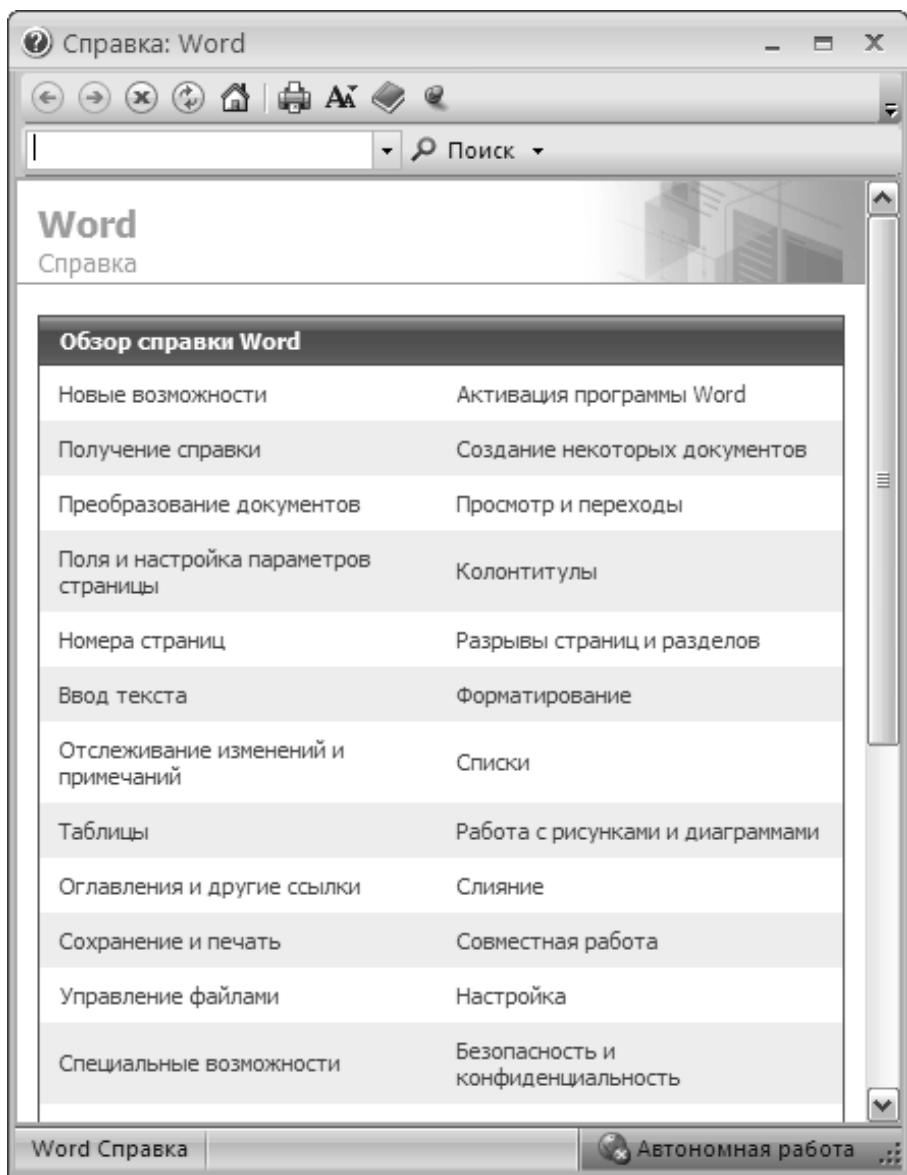 Справка: Word
Поиск
Word
Справка
Обзор справки Word
Новые возможности
Активация программы Word
Получение справки
Создание некоторых документов
Преобразование документов
Просмотр и переходы
Поля и настройка параметров
страницы
Колонтитулы
Номера страниц
Разрывы страниц и разделов
Ввод текста
Форматирование
Отслеживание изменений и
примечаний
Списки
Таблицы
Работа с рисунками и диаграммами
Оглавления и другие ссылки
Слияние
Сохранение и печать
Совместная работа
Управление файлами
Настройка
Специальные возможности
Безопасность и
конфиденциальность
Word Справка
Автономная работа